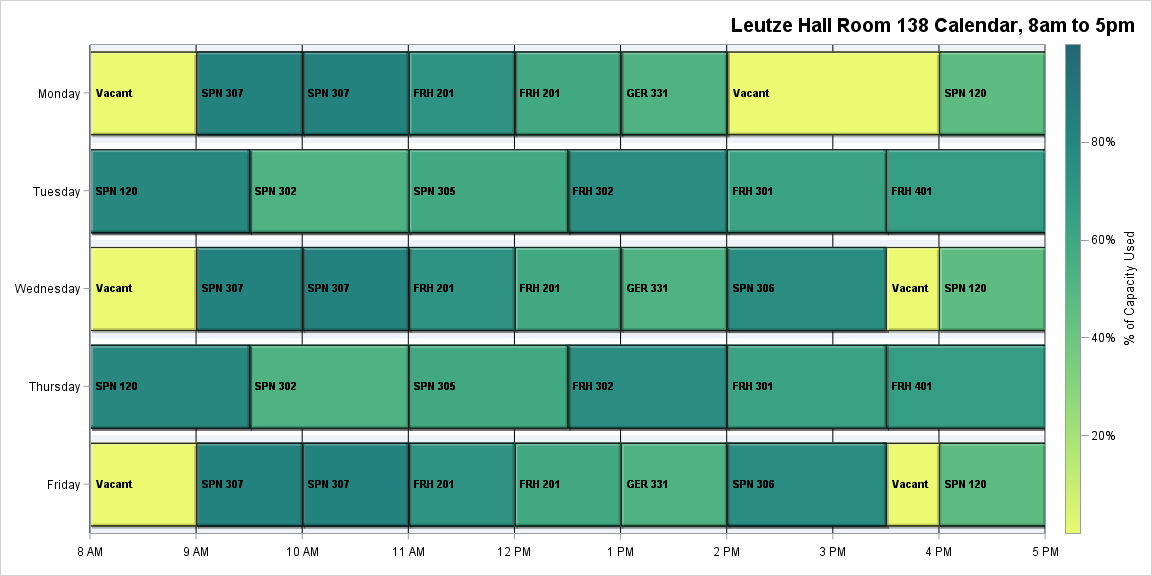 Leutze Hall Room 138 Calendar, 8am to 5pm
Monday
Vacant
SPN 307
SPN 307
FRH 201
FRH 201
GER 331
Vacant
SPN 120
Tuesday
SPN 120
SPN 302
SPN 305
FRH 302
FRH 301
FRH 401
Wednesday
Vacant
SPN 307
SPN 307
FRH 201
FRH 201
GER 331
SPN 306
Vacant
SPN 120
Thursday
SPN 120
SPN 302
SPN 305
FRH 302
FRH 301
FRH 401
Friday
Vacant
SPN 307
SPN 307
FRH 201
FRH 201
GER 331
SPN 306
Vacant
SPN 120
8 AM
9 AM
10 AM
11 AM
12 PM
1 PM
2 PM
3 PM
4 PM
5 PM
80%
60%
40%
20%
% of Capacity Used